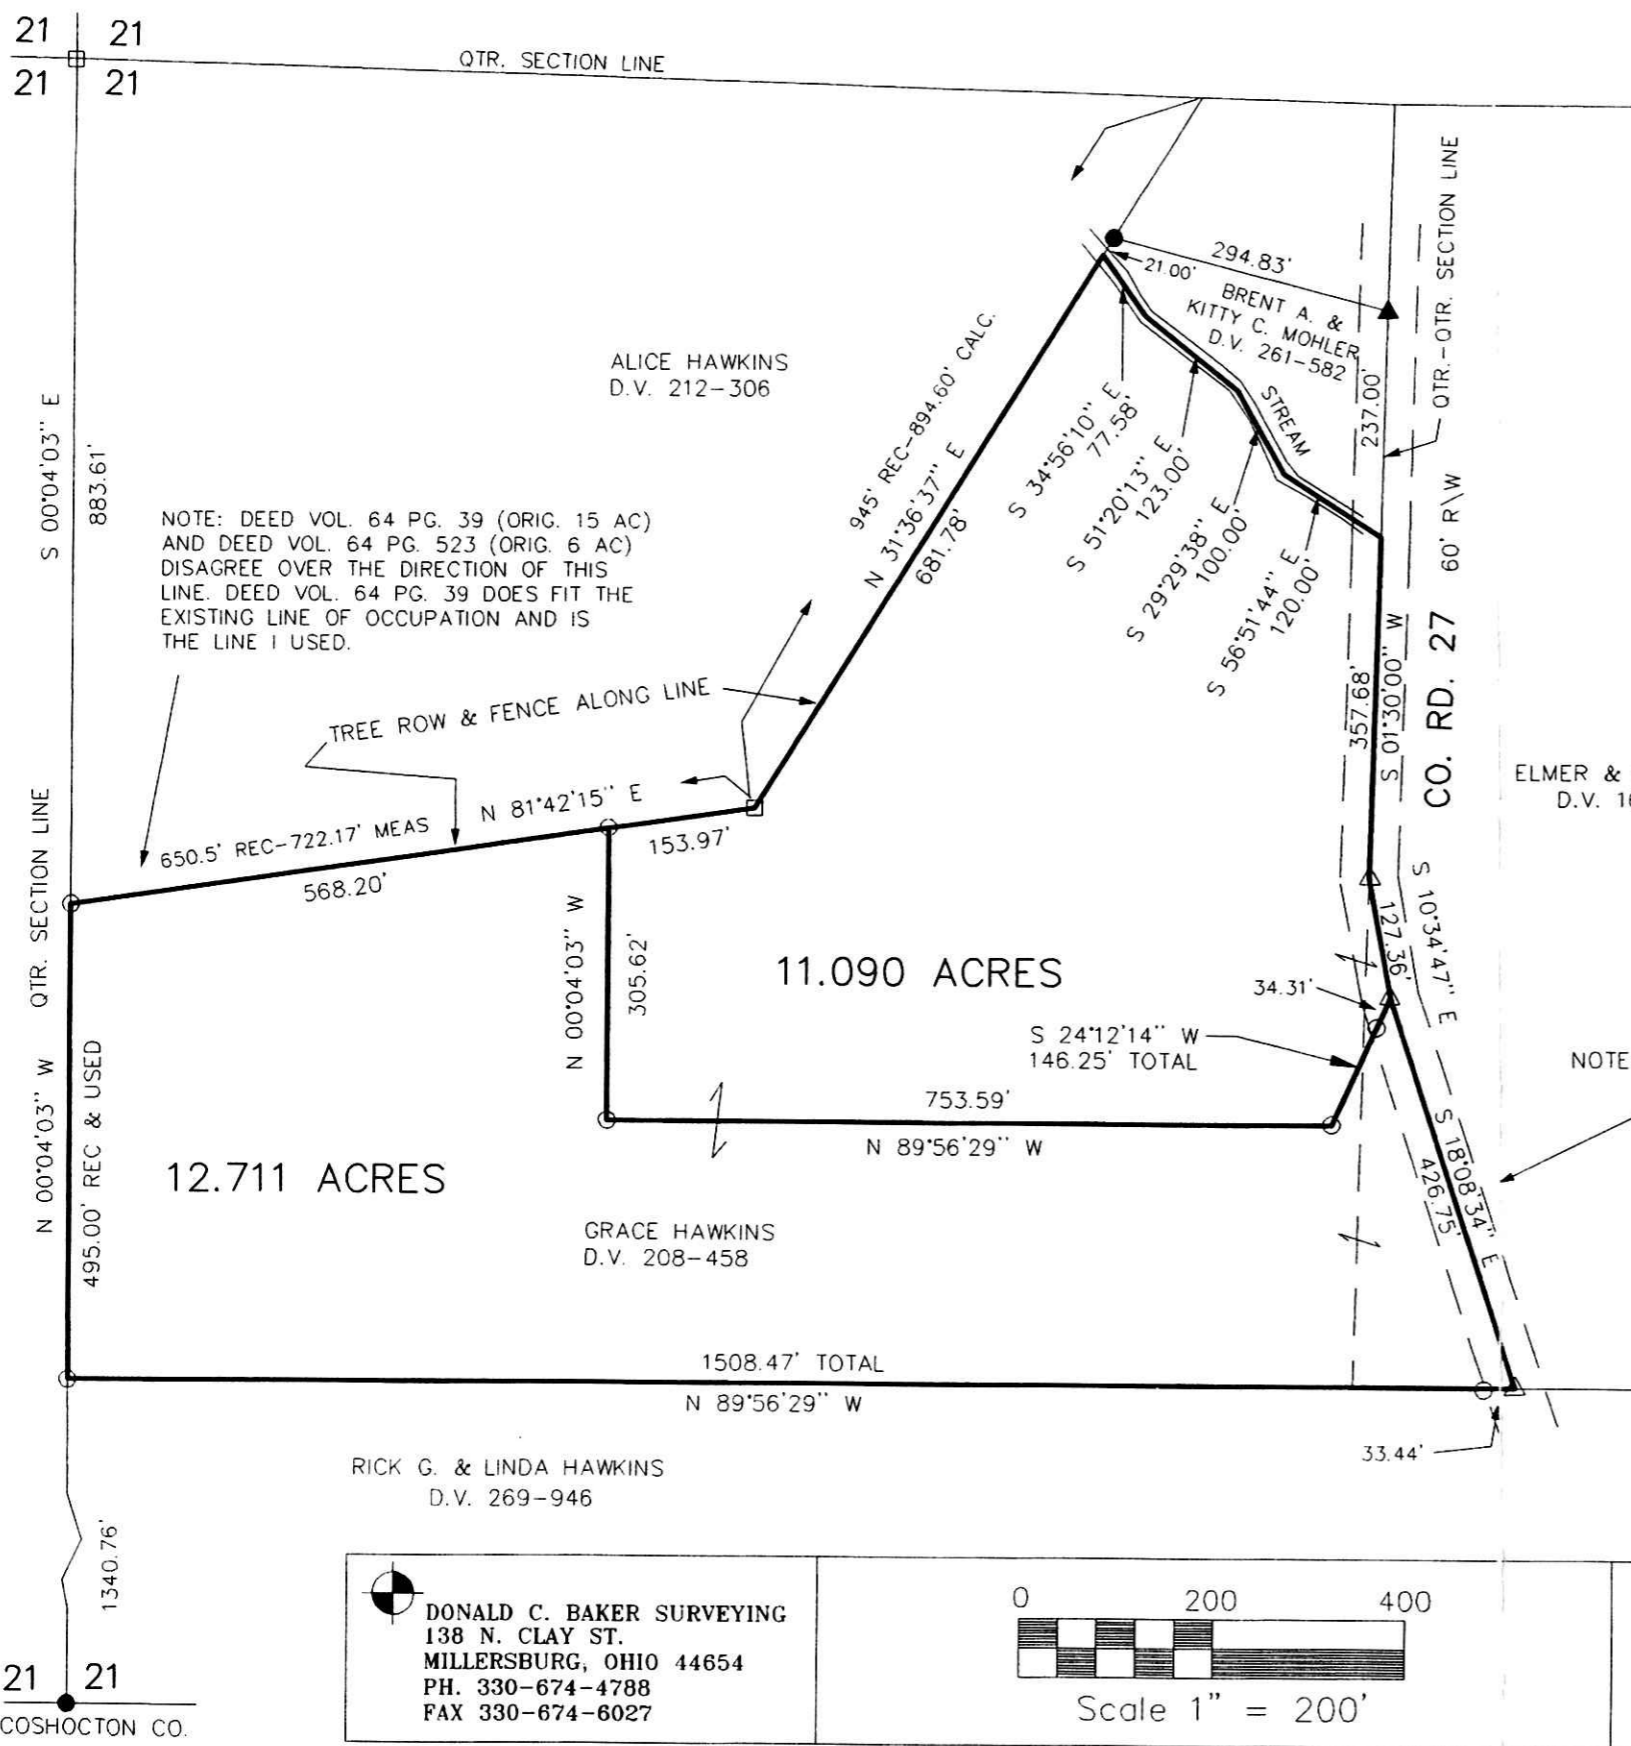 21 21
21 21
QTR. SECTION LINE
S 00°04'03" E
883.61'
ALICE HAWKINS
D.V. 212-306
294.83'
21.00'
BRENT A. &
KITTY C. MOHLER
D.V. 261-582
STREAM
237.00'
QTR.-QTR. SECTION LINE
60' R\W
CO. RD. 27
945' REC-894.60' CALC.
N 31°36'37" E
681.78'
S 34°56'10" E
77.58'
S 51°20'13" E
123.00'
S 29°29'38" E
100.00'
S 56°51'44" E
120.00'
357.68'
S 01°30'00" W
NOTE: DEED VOL. 64 PG. 39 (ORIG. 15 AC)
AND DEED VOL. 64 PG. 523 (ORIG. 6 AC)
DISAGREE OVER THE DIRECTION OF THIS
LINE. DEED VOL. 64 PG. 39 DOES FIT THE
EXISTING LINE OF OCCUPATION AND IS
THE LINE I USED.
TREE ROW & FENCE ALONG LINE
N 81°42'15" E
650.5' REC-722.17' MEAS
568.20'
153.97'
ELMER &
D.V.
QTR. SECTION LINE
N 00°04'03" W
495.00' REC & USED
N 00°04'03" W
305.62'
11.090 ACRES
S 10°34'47" E
127.36'
34.31'
S 24°12'14" W
146.25' TOTAL
NOTE
753.59'
N 89°56'29" W
12.711 ACRES
S 18°08'34" E
426.75'
GRACE HAWKINS
D.V. 208-458
1508.47' TOTAL
N 89°56'29" W
33.44'
RICK G. & LINDA HAWKINS
D.V. 269-946
1340.76'
21 21
COSHOCTON CO.
DONALD C. BAKER SURVEYING
138 N. CLAY ST.
MILLERSBURG, OHIO 44654
PH. 330-674-4788
FAX 330-674-6027
0 200 400
Scale 1" = 200'